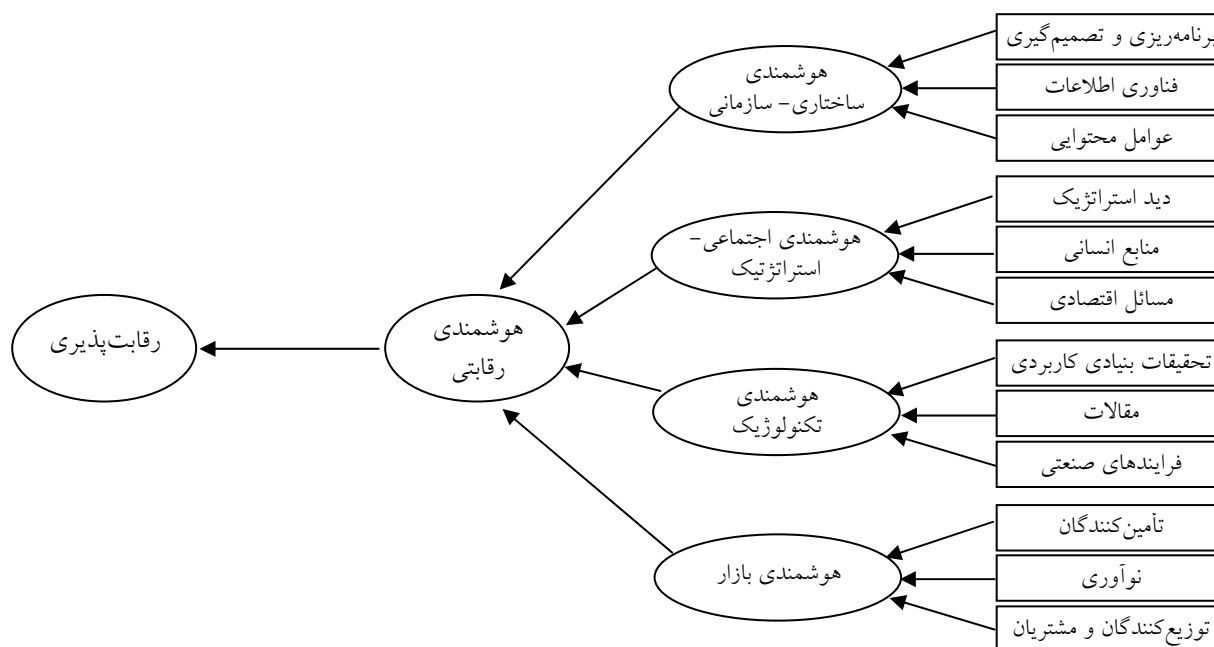 برنامه‌ریزی و تصمیم‌گیری
فناوری اطلاعات
عوامل محتوایی
هوشمندی
ساختاری- سازمانی
دید استراتژیک
منابع انسانی
مسائل اقتصادی
هوشمندی اجتماعی-
استراتژتیک
تحقیقات بنیادی کاربردی
مقالات
فرایندهای صنعتی
هوشمندی
تکنولوژیک
تأمین‌کنندگان
نوآوری
توزیع‌کنندگان و مشتریان
هوشمندی بازار
هوشمندی
رقابتی
رقابت‌پذیری